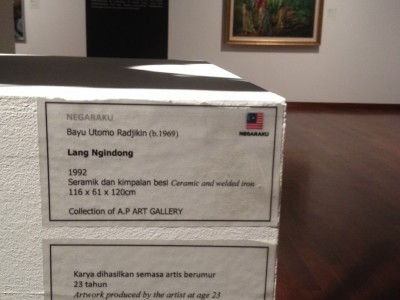 NEGARAKU
Bayu Utomo Radjikin (b.1969)
NEGARAKU
Lang Ngindong
1992
Seramik dan kimpalan besi Ceramic and welded iron
116 x 61 x 120cm
Collection of A.P ART GALLERY
Karya dihasilkan semasa artis berumur
23 tahun
Artwork produced by the artist at age 23